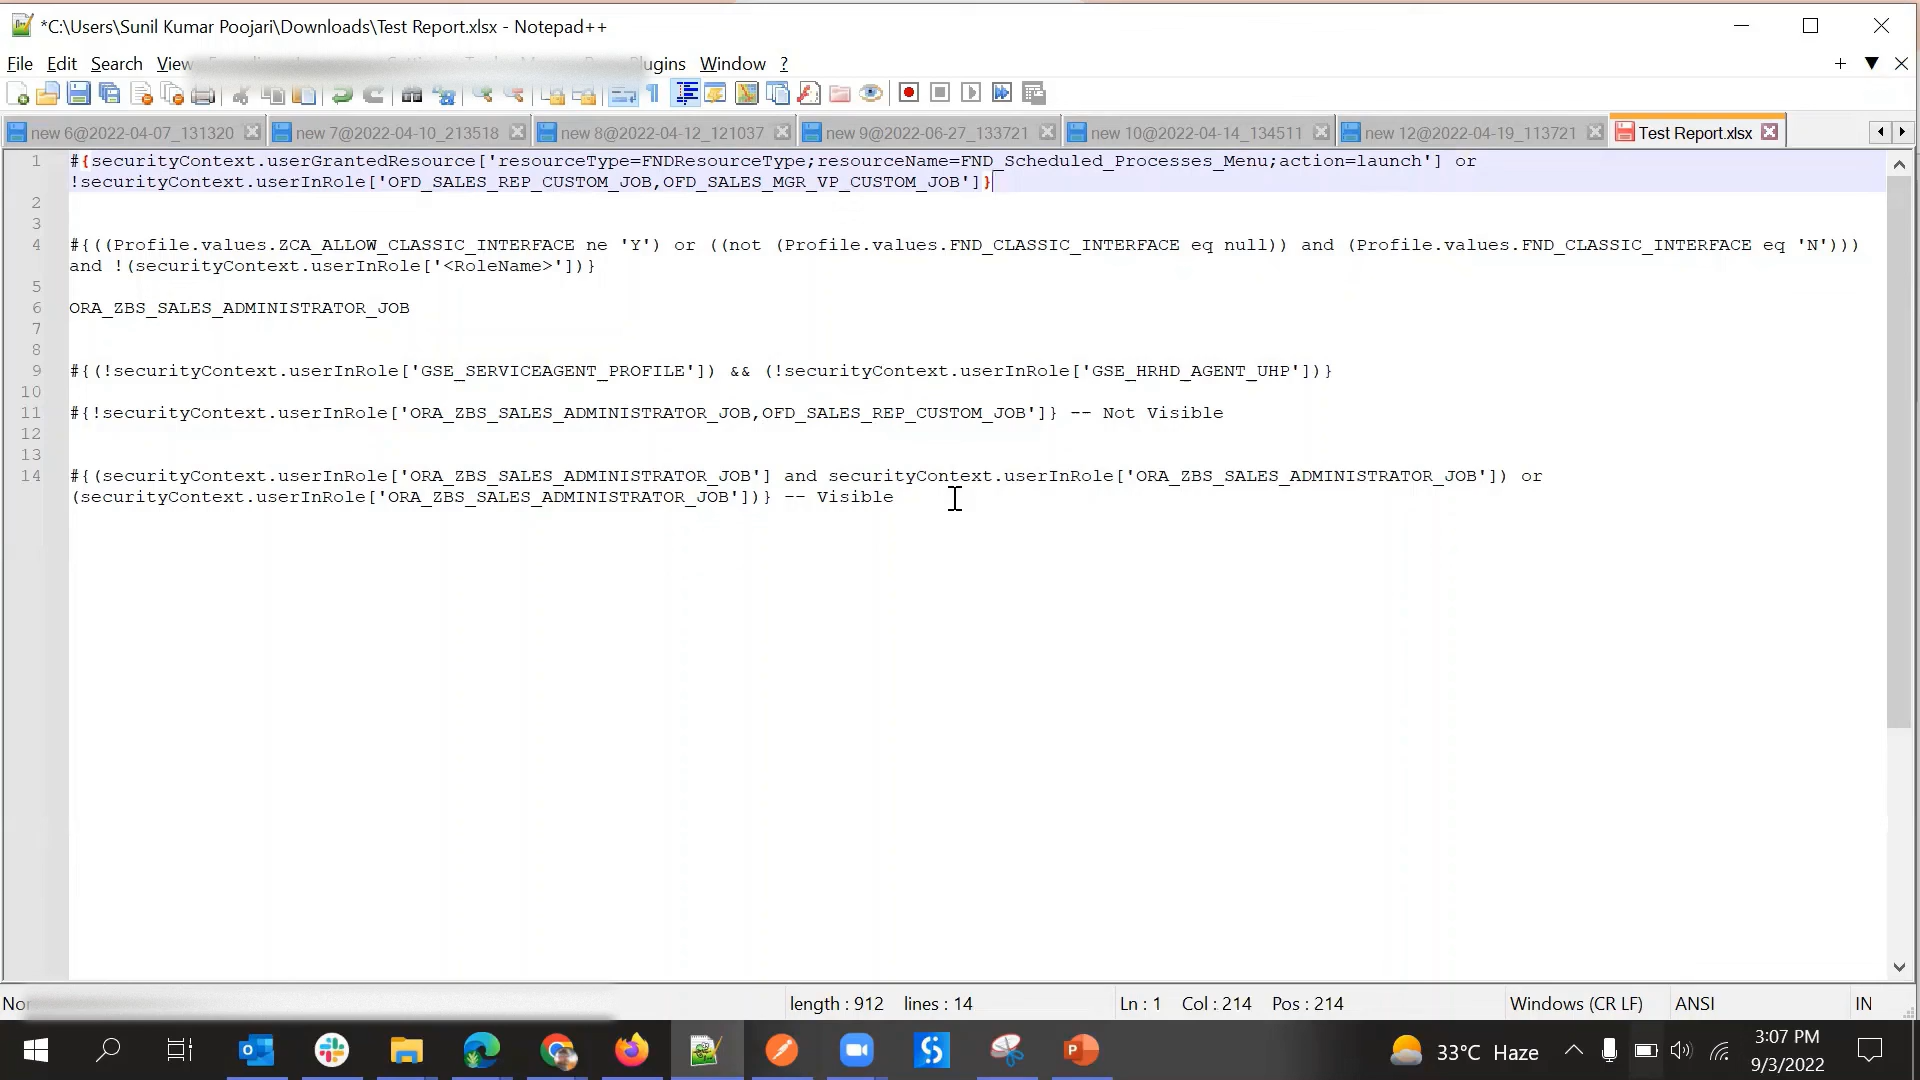 *C:\Users\Sunil Kumar Poojari\Downloads\Test Report.xlsx - Notepad++
File Edit Search View Plugins Window ?
new 6@2022-04-07_131320 new 7@2022-04-10_213518 new 8@2022-04-12_121037 new 9@2022-06-27_133721 new 10@2022-04-14_134511 new 12@2022-04-19_113721 Test Report.xlsx
1 #{securityContext.userGrantedResource['resourceType=FNDResourceType;resourceName=FND_Scheduled_Processes_Menu;action=launch'] or
!securityContext.userInRole['OFD_SALES_REP_CUSTOM_JOB,OFD_SALES_MGR_VP_CUSTOM_JOB']}
2
3
4 #{((Profile.values.ZCA_ALLOW_CLASSIC_INTERFACE ne 'Y') or ((not (Profile.values.FND_CLASSIC_INTERFACE eq null)) and (Profile.values.FND_CLASSIC_INTERFACE eq 'N')))
and !(securityContext.userInRole['<RoleName>'])}
5
6 ORA_ZBS_SALES_ADMINISTRATOR_JOB
7
8
9 #{(!securityContext.userInRole['GSE_SERVICEAGENT_PROFILE']) && (!securityContext.userInRole['GSE_HRHD_AGENT_UHP'])}
10
11 #{!securityContext.userInRole['ORA_ZBS_SALES_ADMINISTRATOR_JOB,OFD_SALES_REP_CUSTOM_JOB']} -- Not Visible
12
13
14 #{(securityContext.userInRole['ORA_ZBS_SALES_ADMINISTRATOR_JOB'] and securityContext.userInRole['ORA_ZBS_SALES_ADMINISTRATOR_JOB']) or
(securityContext.userInRole['ORA_ZBS_SALES_ADMINISTRATOR_JOB'])} -- Visible
length : 912 lines : 14 Ln : 1 Col : 214 Pos : 214 Windows (CR LF) ANSI IN
33°C Haze 3:07 PM
9/3/2022